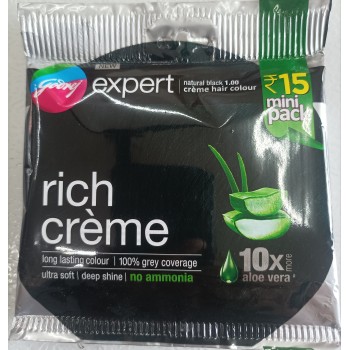 NEW
Godrej expert
natural black 1.00
crème hair colour
₹15
mini
pack
rich
crème
long lasting colour | 100% grey coverage
ultra soft | deep shine | no ammonia
10x more
aloe vera*